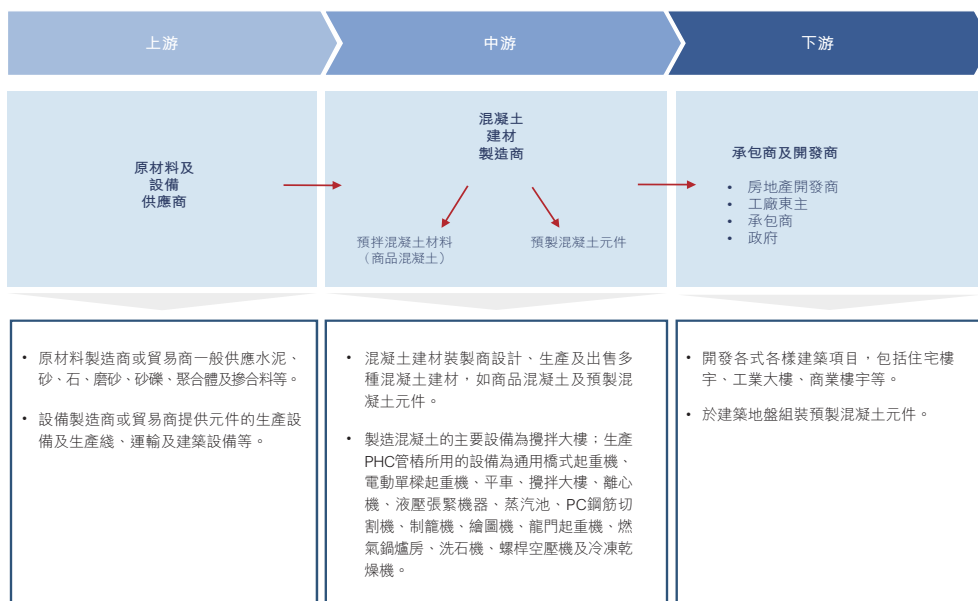 上游
中游
下游
原材料及
設備
供應商
混凝土
建材
製造商
預拌混凝土材料
（商品混凝土）
預製混凝土元件
承包商及開發商
• 房地產開發商
• 工廠東主
• 承包商
• 政府
• 原材料製造商或貿易商一般供應水泥、
砂、石、磨砂、砂礫、聚合體及摻合料等。
• 設備製造商或貿易商提供元件的生產設
備及生產綫、運輸及建築設備等。
• 混凝土建材裝製商設計、生產及出售多
種混凝土建材，如商品混凝土及預製混
凝土元件。
• 製造混凝土的主要設備為攪拌大樓；生產
PHC管樁所用的設備為通用橋式起重機、
電動單樑起重機、平車、攪拌大樓、離心
機、液壓張緊機器、蒸汽池、PC鋼筋切
割機、制籠機、繪圖機、龍門起重機、燃
氣鍋爐房、洗石機、螺桿空壓機及冷凍乾
燥機。
• 開發各式各樣建築項目，包括住宅樓
宇、工業大樓、商業樓宇等。
• 於建築地盤組裝預製混凝土元件。